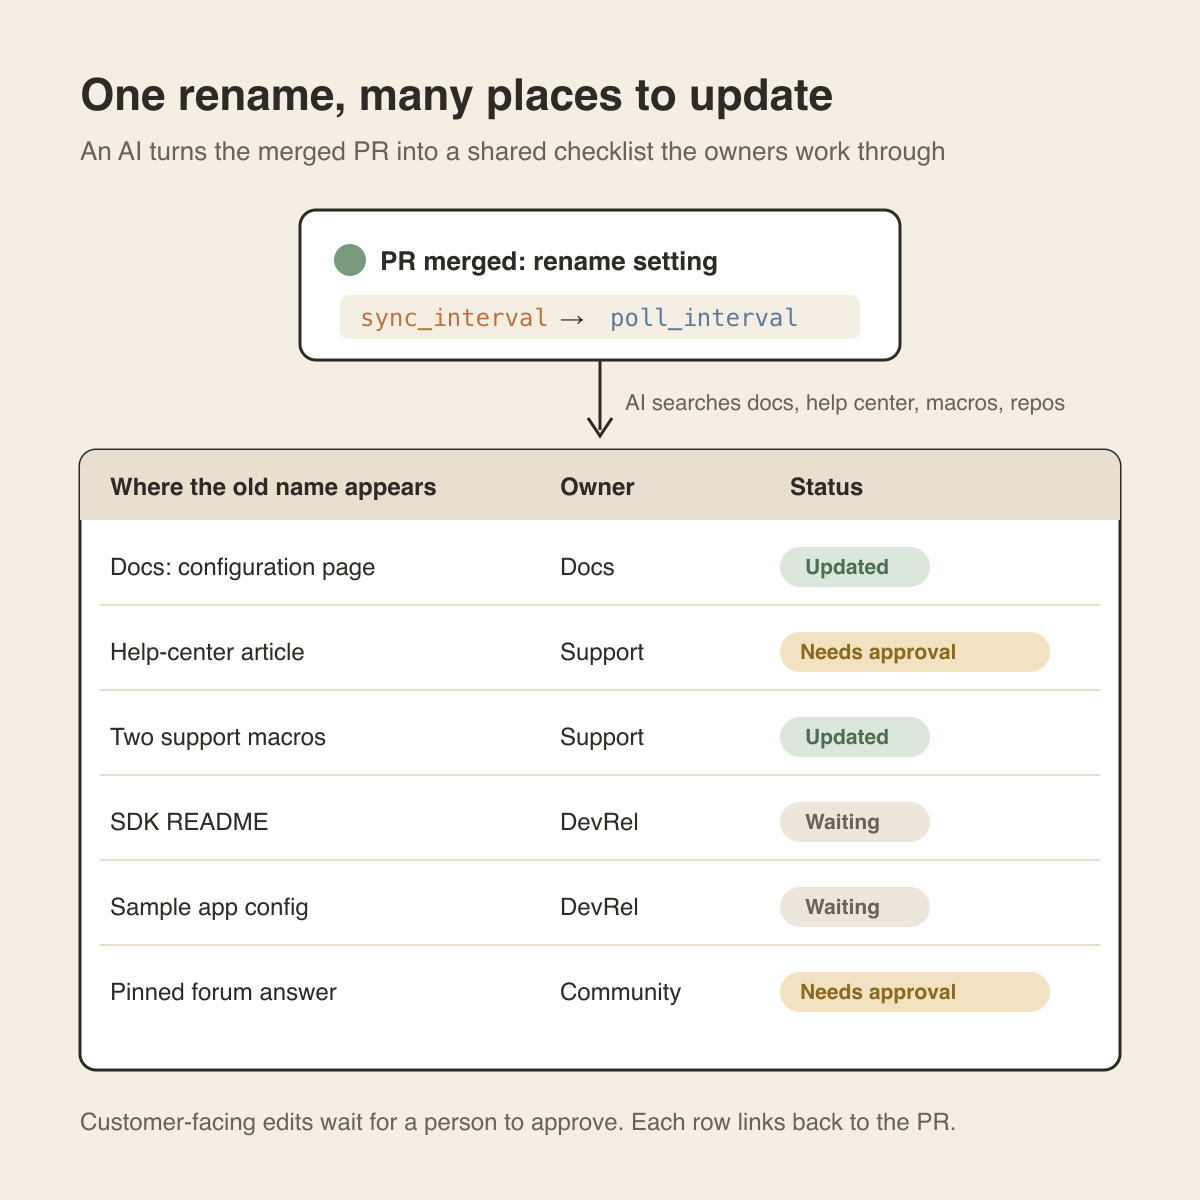 One rename, many places to update
An AI turns the merged PR into a shared checklist the owners work through
PR merged: rename setting
sync_interval → poll_interval
AI searches docs, help center, macros, repos
Where the old name appears Owner Status
Docs: configuration page Docs Updated
Help-center article Support Needs approval
Two support macros Support Updated
SDK README DevRel Waiting
Sample app config DevRel Waiting
Pinned forum answer Community Needs approval
Customer-facing edits wait for a person to approve. Each row links back to the PR.